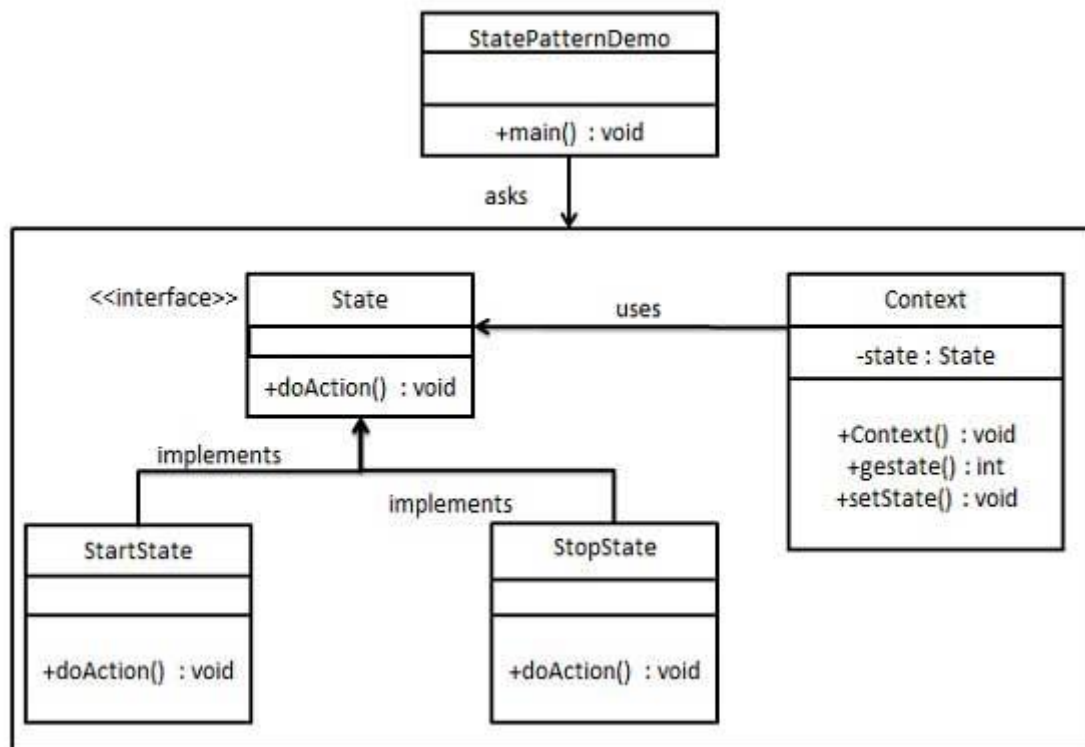 StatePatternDemo
+main() : void
asks
<<interface>>
State
+doAction() : void
uses
Context
-state : State
+Context() : void
+gestate() : int
+setState() : void
implements
implements
StartState
+doAction() : void
StopState
+doAction() : void